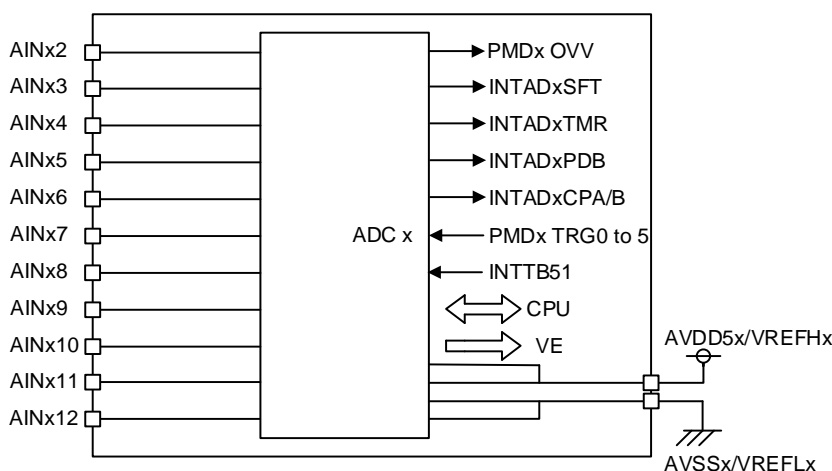 AINx2
AINx3
AINx4
AINx5
AINx6
AINx7
AINx8
AINx9
AINx10
AINx11
AINx12
ADC x
PMDx OVV
INTADxSFT
INTADxTMR
INTADxPDB
INTADxCPA/B
PMDx TRG0 to 5
INTTB51
CPU
VE
AVDD5x/VREFHx
AVSSx/VREFLx